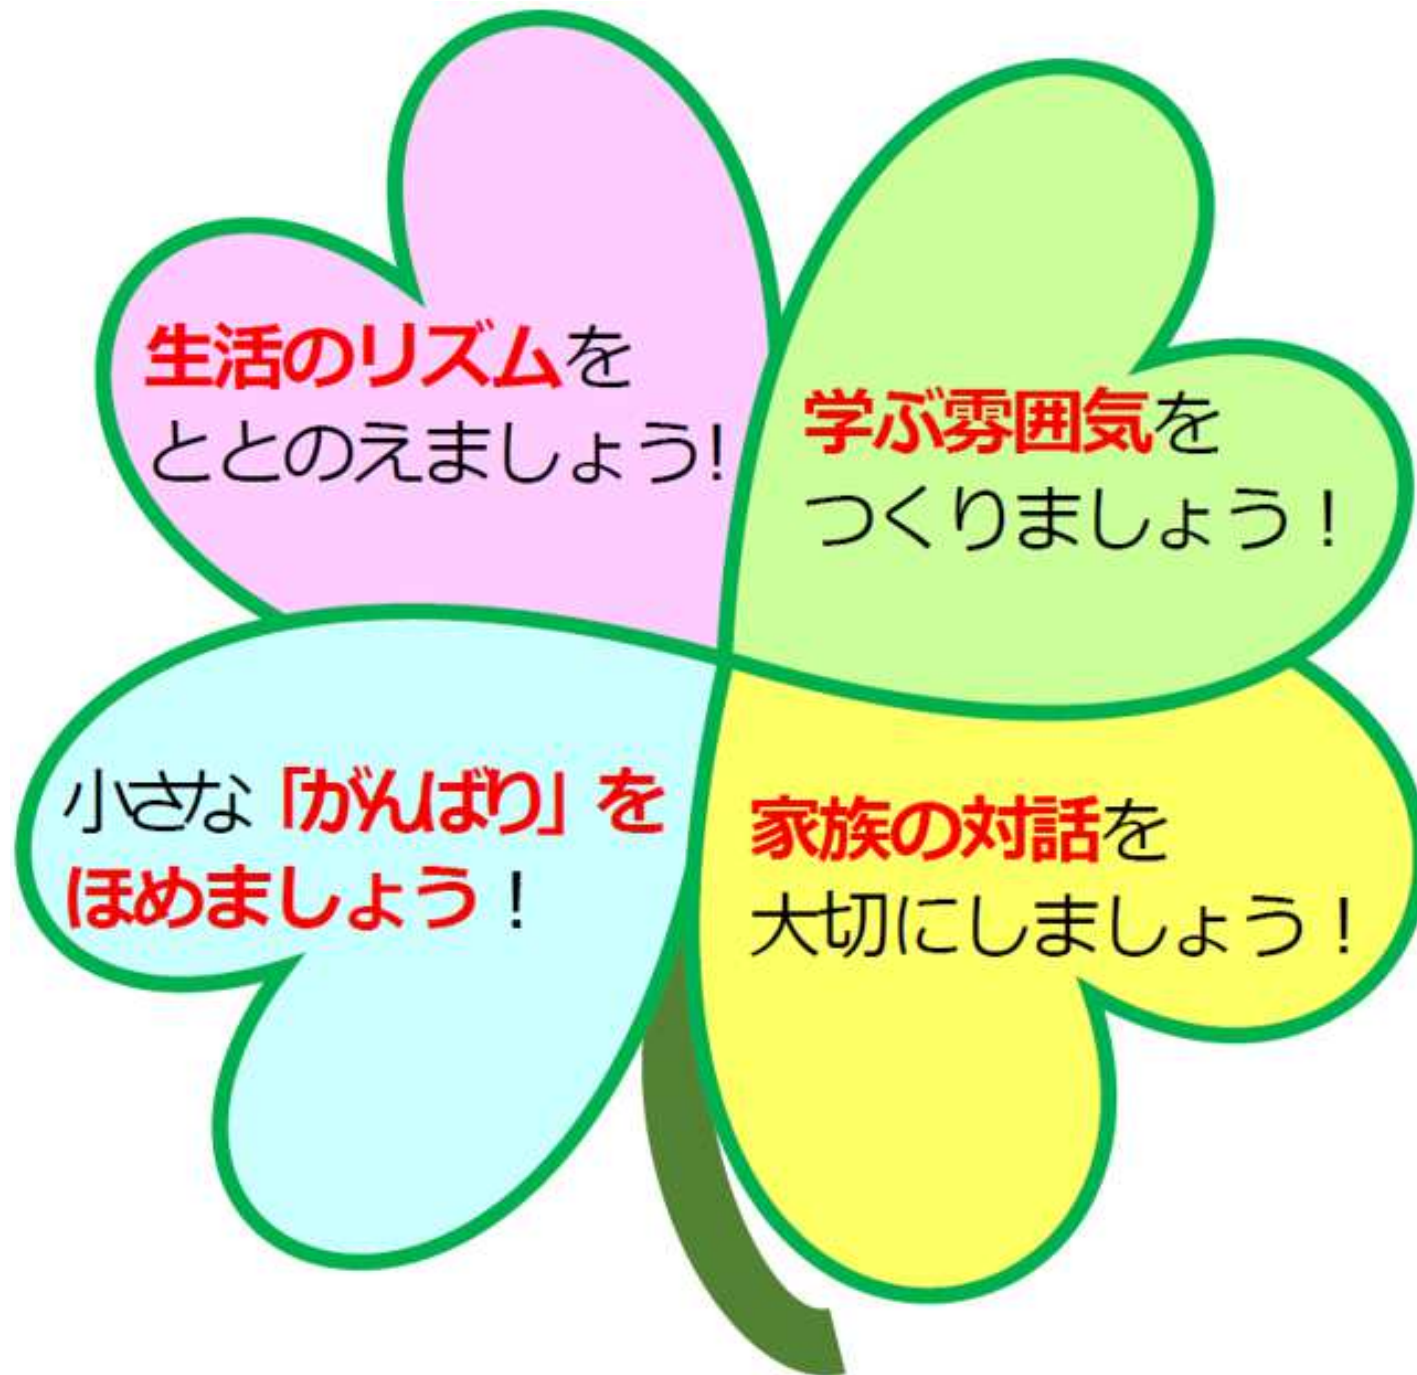 生活のリズムを
ととのえましょう!
学ぶ雰囲気を
つくりましょう！
小さな「がんばり」を
ほめましょう！
家族の対話を
大切にしましょう！